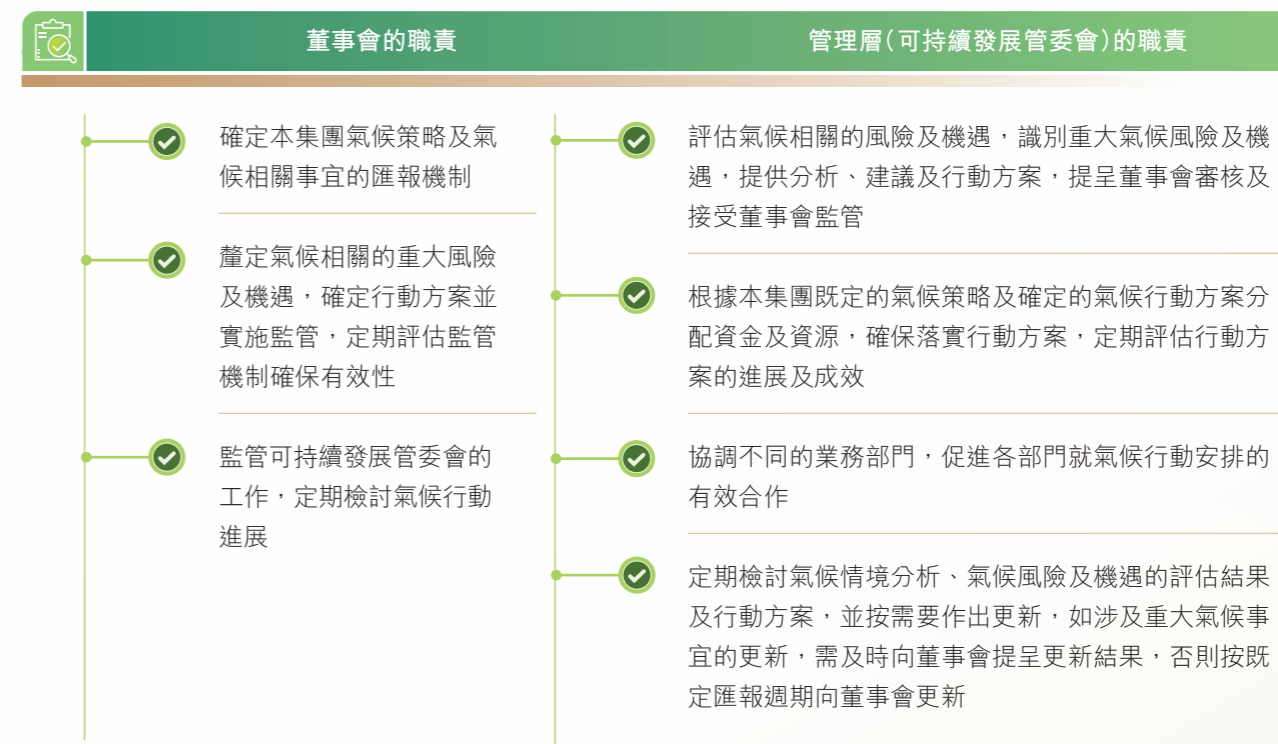 董事會的職責
管理層(可持續發展管委會)的職責
確定本集團氣候策略及氣
候相關事宜的匯報機制
釐定氣候相關的重大風險
及機遇，確定行動方案並
實施監管，定期評估監管
機制確保有效性
監管可持續發展管委會的
工作，定期檢討氣候行動
進展
評估氣候相關的風險及機遇，識別重大氣候風險及機
遇，提供分析、建議及行動方案，提呈董事會審核及
接受董事會監管
根據本集團既定的氣候策略及確定的氣候行動方案分
配資金及資源，確保落實行動方案，定期評估行動方
案的進展及成效
協調不同的業務部門，促進各部門就氣候行動安排的
有效合作
定期檢討氣候情境分析、氣候風險及機遇的評估結果
及行動方案，並按需要作出更新，如涉及重大氣候事
宜的更新，需及時向董事會提呈更新結果，否則按既
定匯報週期向董事會更新